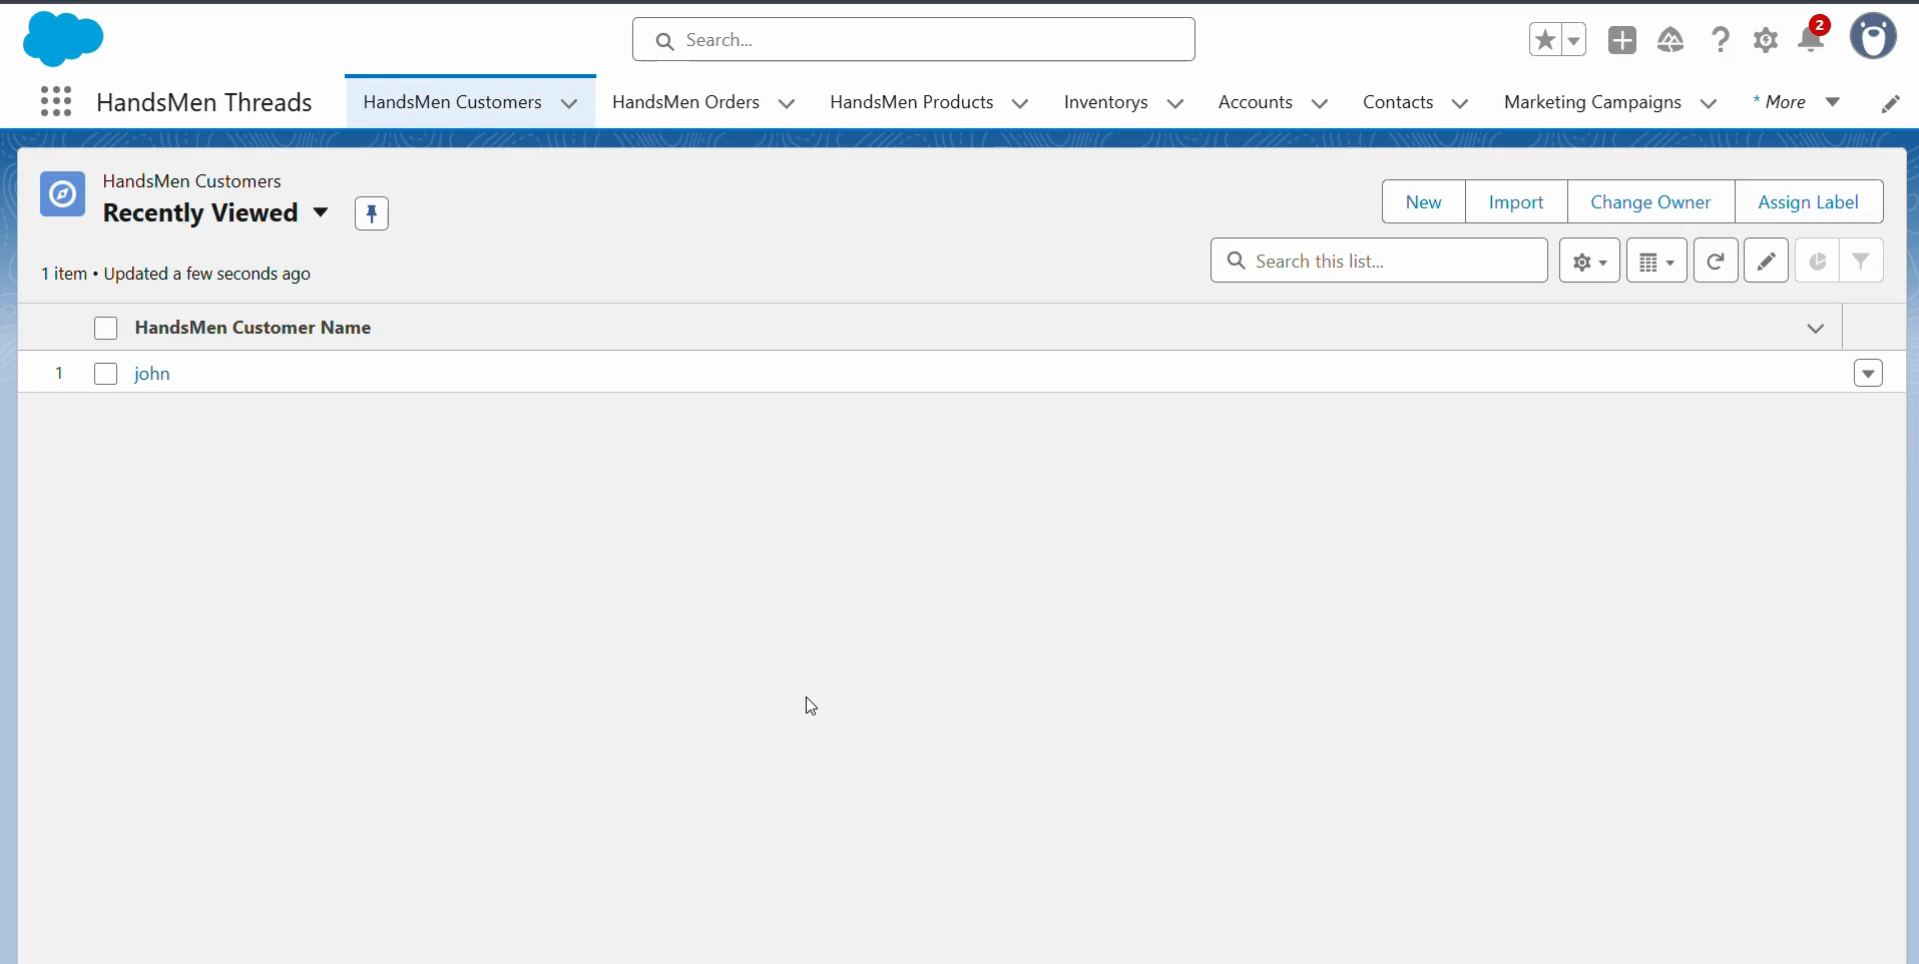 Search...
2
HandsMen Threads
HandsMen Customers
HandsMen Orders
HandsMen Products
Inventorys
Accounts
Contacts
Marketing Campaigns
* More
HandsMen Customers
Recently Viewed
New
Import
Change Owner
Assign Label
1 item • Updated a few seconds ago
Search this list...
HandsMen Customer Name
1
john